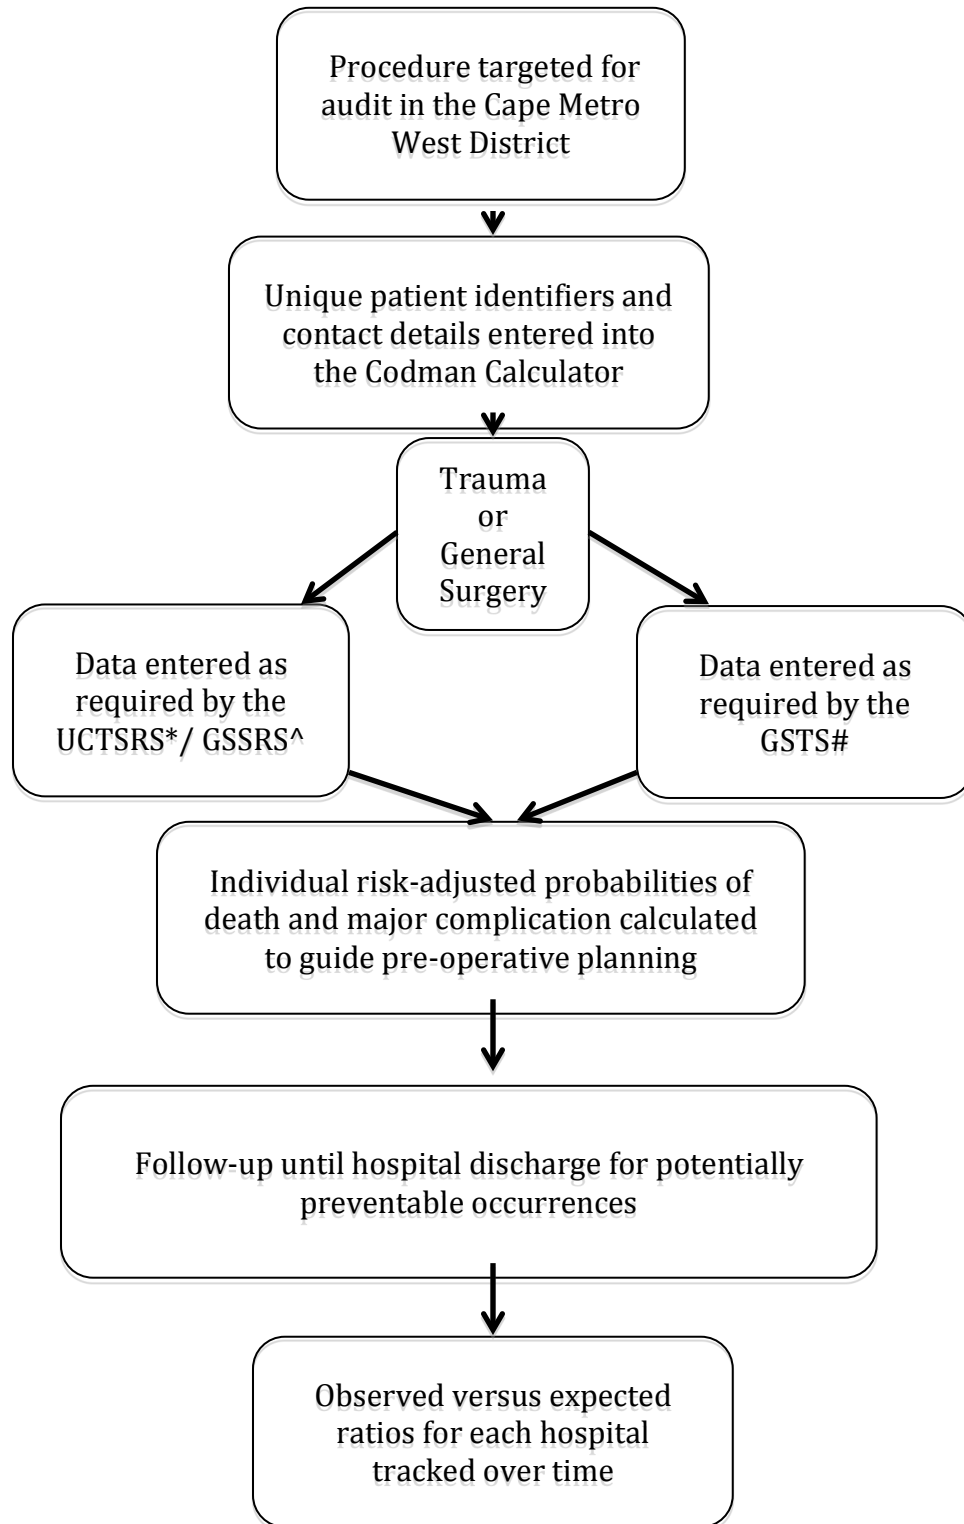 Procedure targeted for
audit in the Cape Metro
West District
Unique patient identifiers and
contact details entered into
the Codman Calculator
Trauma
or
General
Surgery
Data entered as
required by the
UCTSRS*/ GSSRS^
Data entered as
required by the
GSTS#
Individual risk-adjusted probabilities of
death and major complication calculated
to guide pre-operative planning
Follow-up until hospital discharge for potentially
preventable occurrences
Observed versus expected
ratios for each hospital
tracked over time